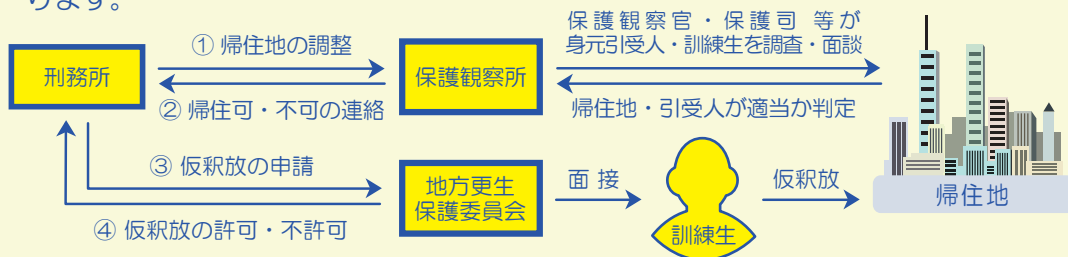 ります。
保護観察官・保護司 等が
身元引受人・訓練生を調査・面談
① 帰住地の調整
刑務所
保護観察所
② 帰住可・不可の連絡
帰住地・引受人が適当か判定
③ 仮釈放の申請
地方更生
保護委員会
面 接
仮釈放
帰住地
④ 仮釈放の許可・不許可
訓練生